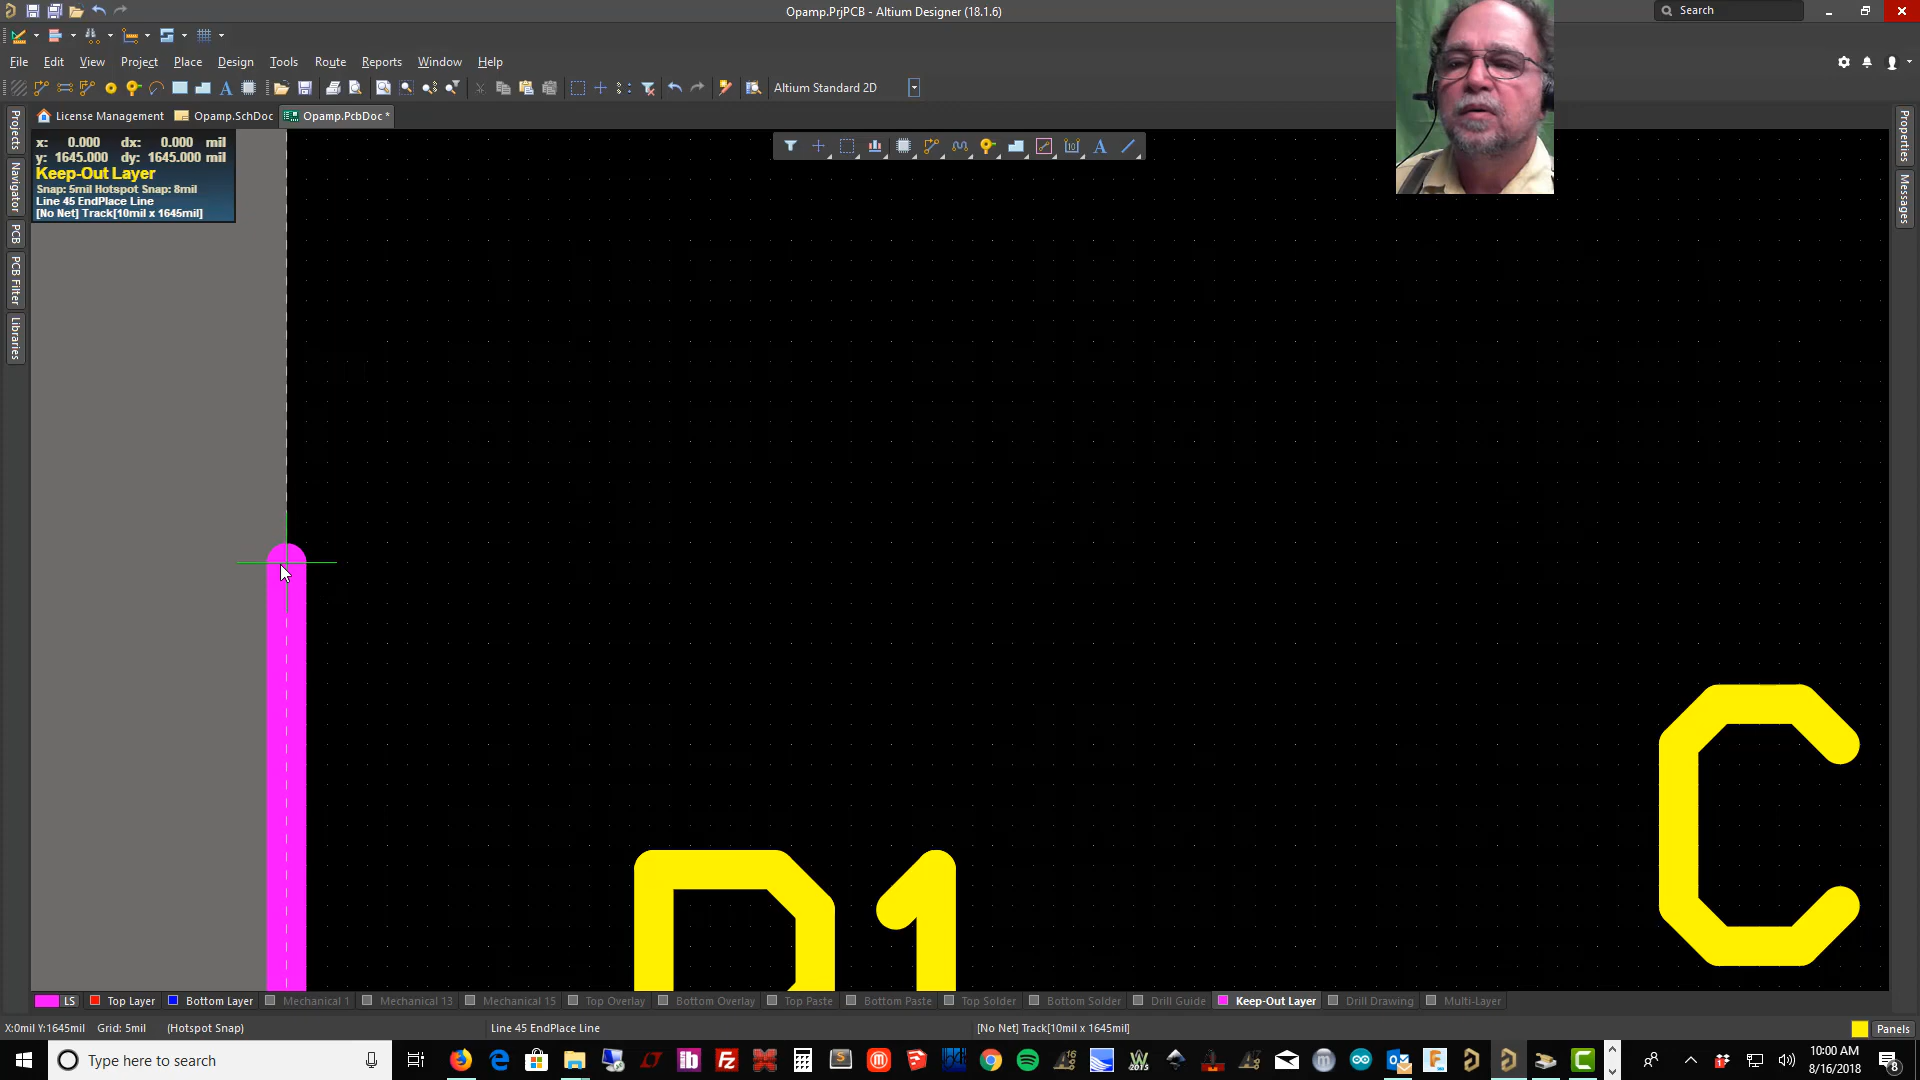 Opamp.PrjPCB - Altium Designer (18.1.6)
Search
File Edit View Project Place Design Tools Route Reports Window Help
Altium Standard 2D
License Management Opamp.SchDoc Opamp.PcbDoc *
x: 0.000 dx: 0.000 mil
y: 1645.000 dy: 1645.000 mil
Keep-Out Layer
Snap: 5mil Hotspot Snap: 8mil
Line 45 EndPlace Line
[No Net] Track[10mil x 1645mil]
Projects
Navigator
PCB
PCB Filter
Libraries
Properties
Messages
C
1
LS Top Layer Bottom Layer Mechanical 1 Mechanical 13 Mechanical 15 Top Overlay Bottom Overlay Top Paste Bottom Paste Top Solder Bottom Solder Drill Guide Keep-Out Layer Drill Drawing Multi-Layer
X:0mil Y:1645mil Grid: 5mil (Hotspot Snap) Line 45 EndPlace Line [No Net] Track[10mil x 1645mil] Panels
Type here to search
10:00 AM
8/16/2018
8